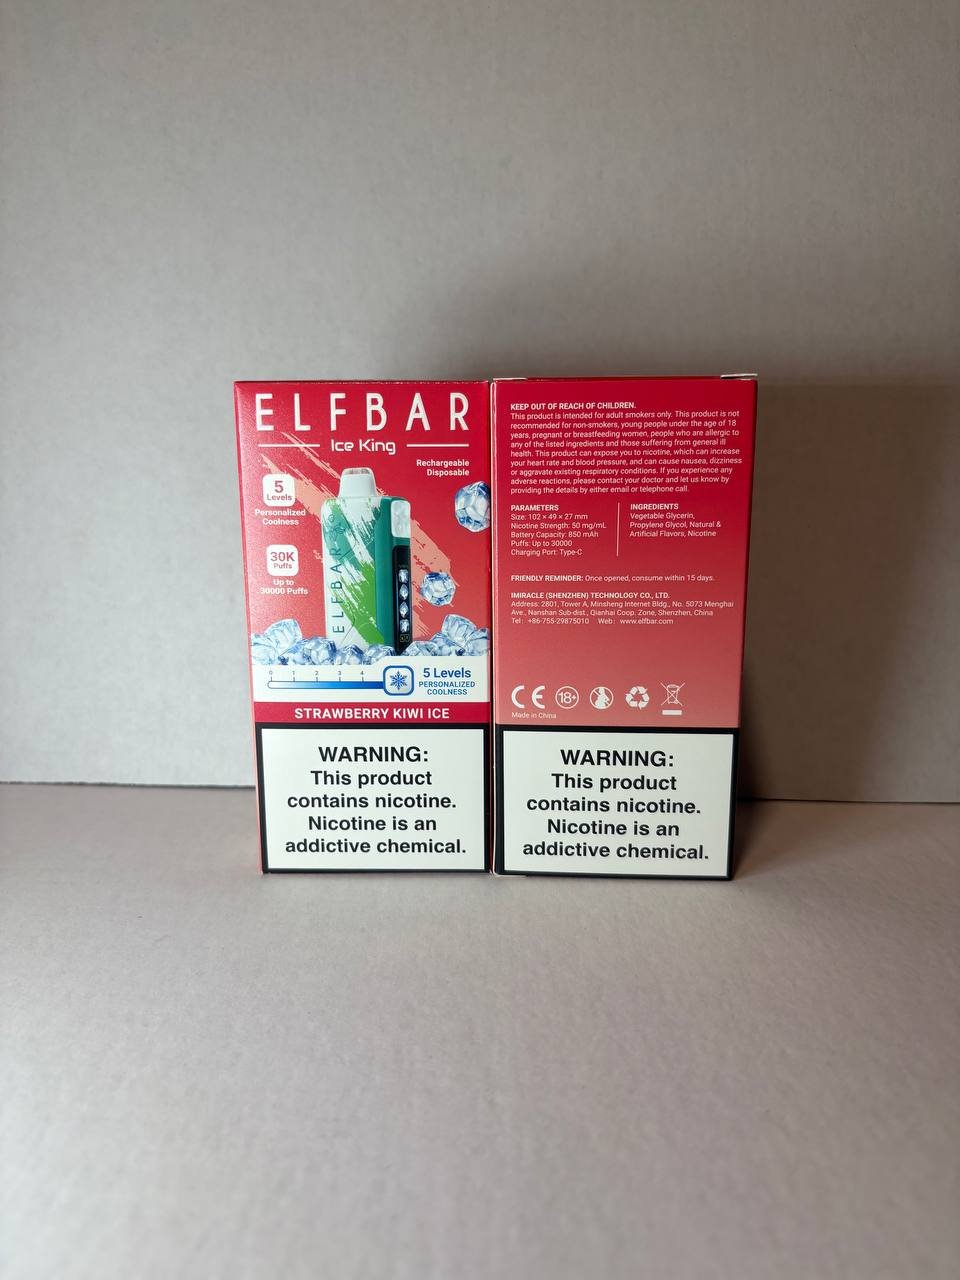 ELFBAR
Ice King
Rechargeable
Disposable
5
Levels
Personalized
Coolness
30K
Puffs
Up to
30000 Puffs
ELFBAR
0 1 2 3 4
5 Levels
PERSONALIZED
COOLNESS
STRAWBERRY KIWI ICE
WARNING:
This product
contains nicotine.
Nicotine is an
addictive chemical.
KEEP OUT OF REACH OF CHILDREN.
This product is intended for adult smokers only. This product is not
recommended for non-smokers, young people under the age of 18
years, pregnant or breastfeeding women, people who are allergic to
any of the listed ingredients and those suffering from general ill
health. This product can expose you to nicotine, which can increase
your heart rate and blood pressure, and can cause nausea, dizziness
or aggravate existing respiratory conditions. If you experience any
adverse reactions, please contact your doctor and let us know by
providing the details by either email or telephone call.
PARAMETERS
Size: 102 × 49 × 27 mm
Nicotine Strength: 50 mg/mL
Battery Capacity: 850 mAh
Puffs: Up to 30000
Charging Port: Type-C
INGREDIENTS
Vegetable Glycerin,
Propylene Glycol, Natural &
Artificial Flavors, Nicotine
FRIENDLY REMINDER: Once opened, consume within 15 days.
IMIRACLE (SHENZHEN) TECHNOLOGY CO., LTD.
Address: 2801, Tower A, Minsheng Internet Bldg., No. 5073 Menghai
Ave., Nanshan Sub-dist., Qianhai Coop. Zone, Shenzhen, China
Tel: +86-755-29875010 Web: www.elfbar.com
CE 18+
Made in China
WARNING:
This product
contains nicotine.
Nicotine is an
addictive chemical.